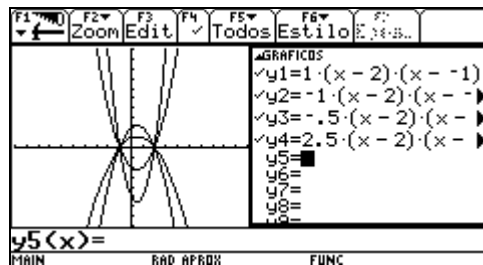 F1 F2 F3 F4 F5 F6
Zoom Edit ✓ Todos Estilo
▲GRAFICOS
✓y1=1·(x - 2)·(x - -1)
✓y2=-1·(x - 2)·(x - -▶
✓y3=-.5·(x - 2)·(x - ▶
✓y4=2.5·(x - 2)·(x - ▶
y5=
y6=
y7=
y8=
y5(x)=
MAIN RAD APROX FUNC